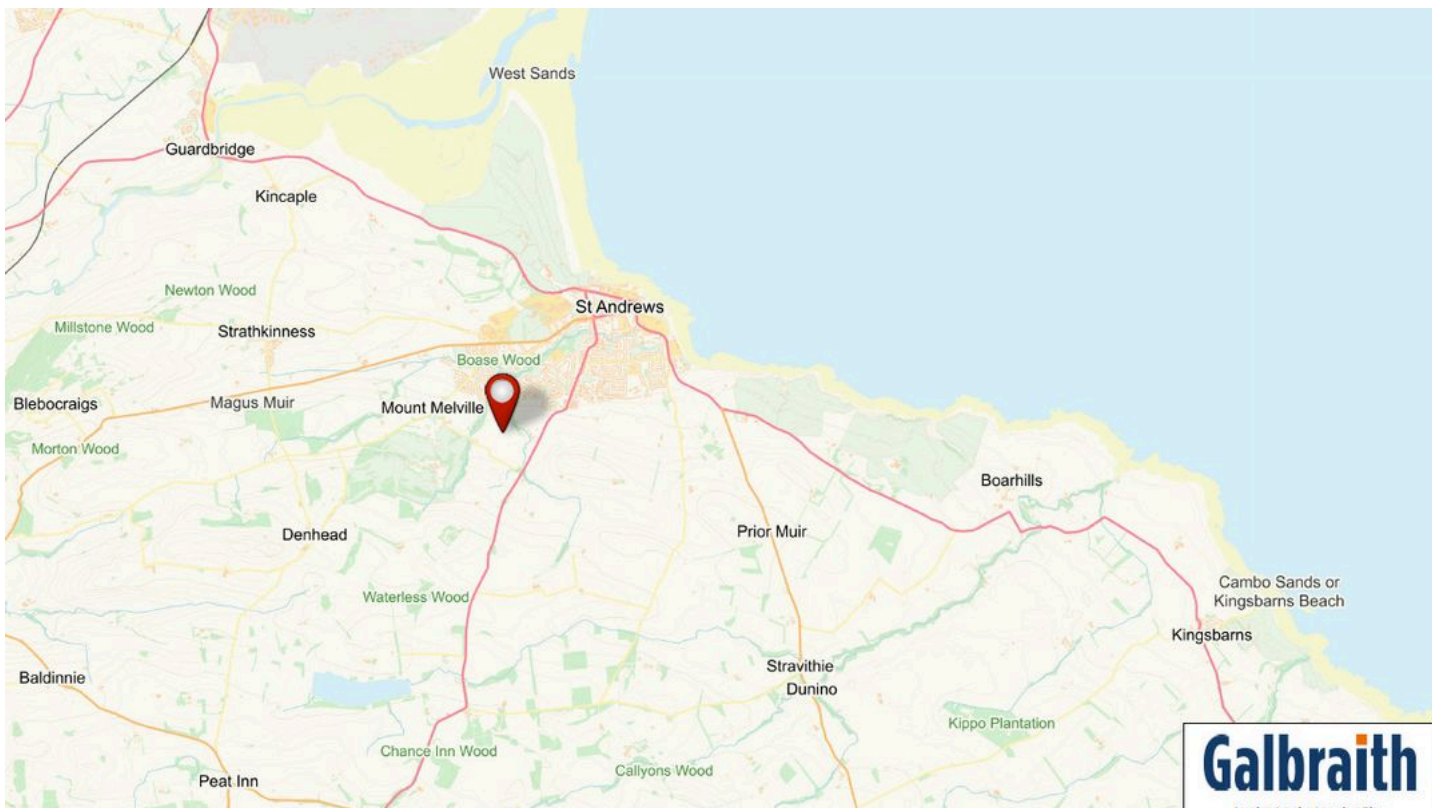 West Sands
Guardbridge
Kincaple
Newton Wood
St Andrews
Millstone Wood
Strathkinness
Boase Wood
Blebocraigs
Magus Muir
Mount Melville
Morton Wood
Boarhills
Denhead
Prior Muir
Cambo Sands or
Kingsbarns Beach
Waterless Wood
Kingsbarns
Stravithie
Baldinnie
Dunino
Kippo Plantation
Chance Inn Wood
Callyons Wood
Peat Inn
Galbraith